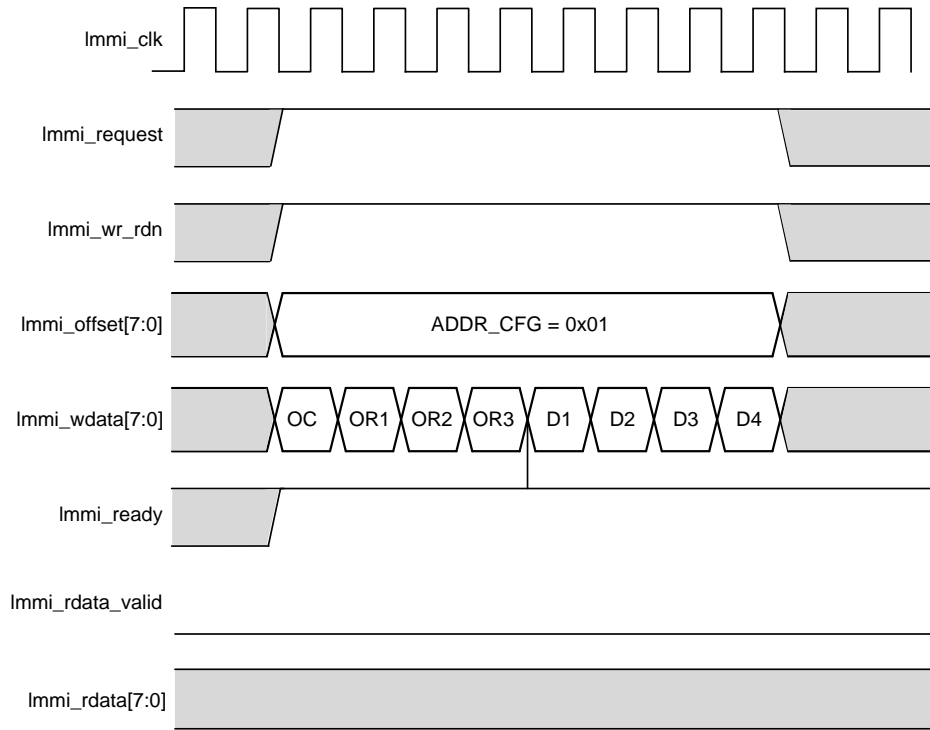 lmmi_clk
lmmi_request
lmmi_wr_rdn
lmmi_offset[7:0]
ADDR_CFG = 0x01
lmmi_wdata[7:0]
OC OR1 OR2 OR3 D1 D2 D3 D4
lmmi_ready
lmmi_rdata_valid
lmmi_rdata[7:0]